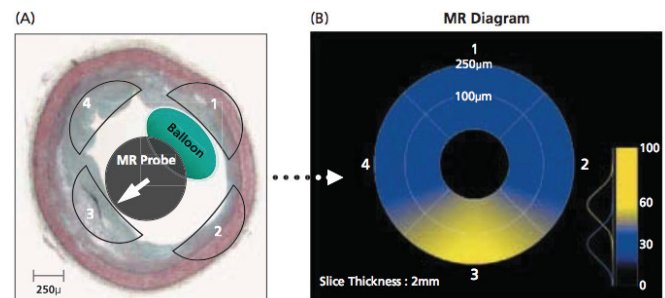 (A)
4
1
Balloon
MR Probe
3
2
250μ
(B)
MR Diagram
1
250μm
100μm
4
2
3
Slice Thickness : 2mm
100
60
30
0